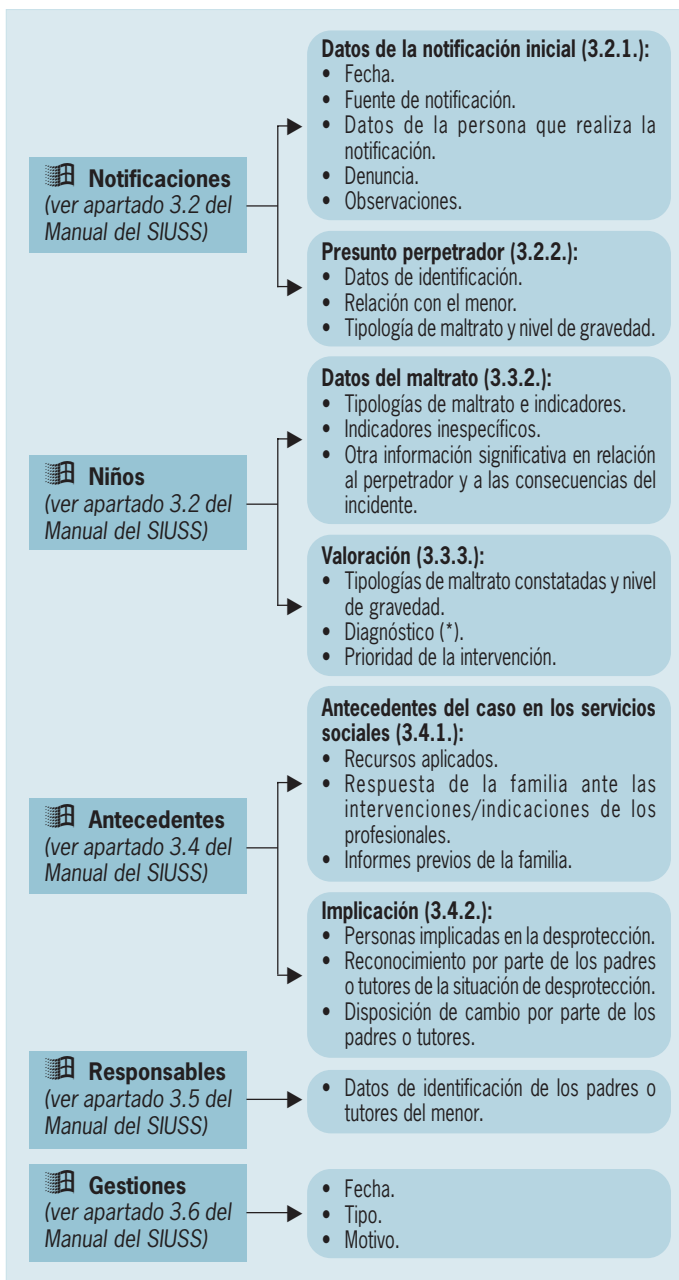 Notificaciones
(ver apartado 3.2 del
Manual del SIUSS)
Datos de la notificación inicial (3.2.1.):
• Fecha.
• Fuente de notificación.
• Datos de la persona que realiza la
notificación.
• Denuncia.
• Observaciones.
Presunto perpetrador (3.2.2.):
• Datos de identificación.
• Relación con el menor.
• Tipología de maltrato y nivel de gravedad.
Niños
(ver apartado 3.2 del
Manual del SIUSS)
Datos del maltrato (3.3.2.):
• Tipologías de maltrato e indicadores.
• Indicadores inespecíficos.
• Otra información significativa en relación
al perpetrador y a las consecuencias del
incidente.
Valoración (3.3.3.):
• Tipologías de maltrato constatadas y nivel
de gravedad.
• Diagnóstico (*).
• Prioridad de la intervención.
Antecedentes
(ver apartado 3.4 del
Manual del SIUSS)
Antecedentes del caso en los servicios
sociales (3.4.1.):
• Recursos aplicados.
• Respuesta de la familia ante las
intervenciones/indicaciones de los
profesionales.
• Informes previos de la familia.
Implicación (3.4.2.):
• Personas implicadas en la desprotección.
• Reconocimiento por parte de los padres
o tutores de la situación de desprotección.
• Disposición de cambio por parte de los
padres o tutores.
Responsables
(ver apartado 3.5 del
Manual del SIUSS)
• Datos de identificación de los padres o
tutores del menor.
Gestiones
(ver apartado 3.6 del
Manual del SIUSS)
• Fecha.
• Tipo.
• Motivo.